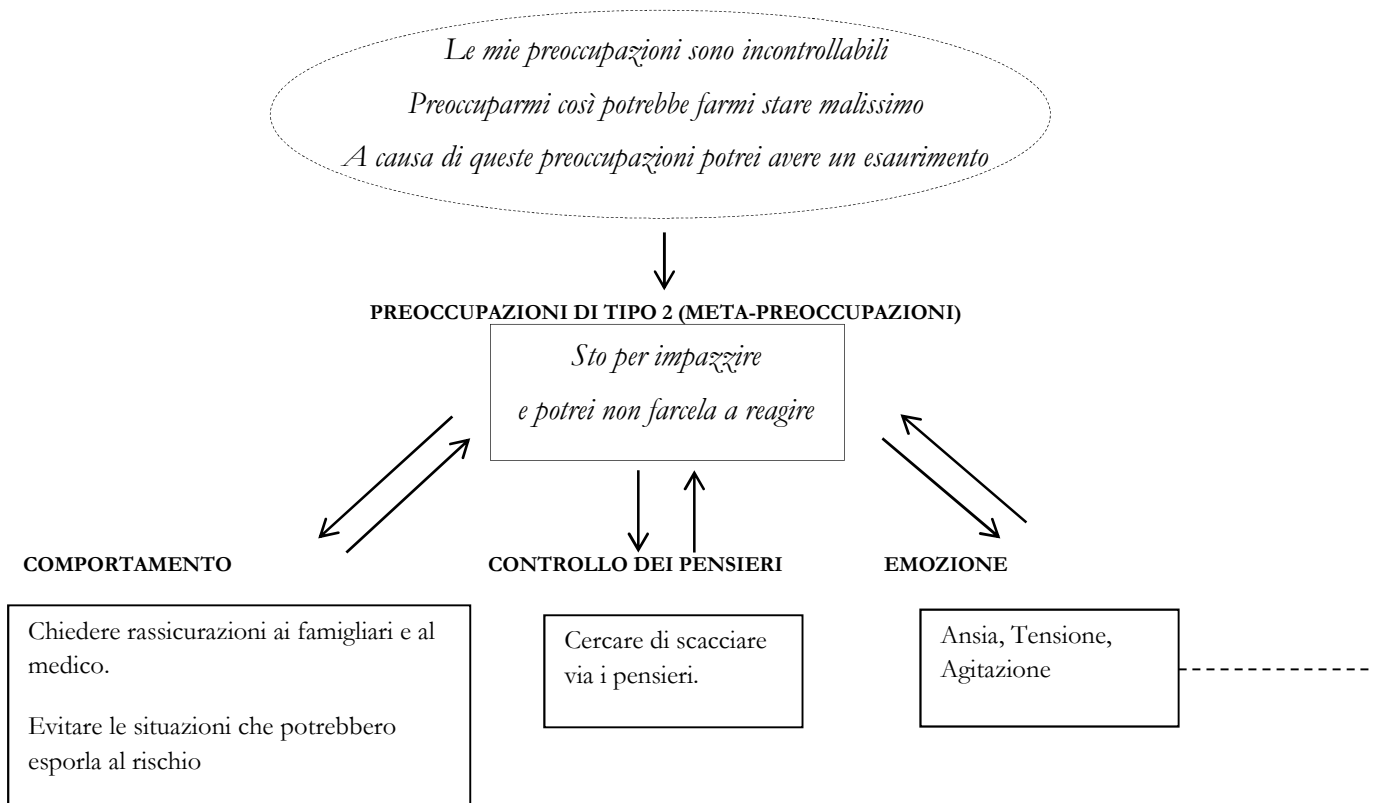 Le mie preoccupazioni sono incontrollabili
Preoccuparmi così potrebbe farmi stare malissimo
A causa di queste preoccupazioni potrei avere un esaurimento
PREOCCUPAZIONI DI TIPO 2 (META-PREOCCUPAZIONI)
Sto per impazzire
e potrei non farcela a reagire
COMPORTAMENTO
CONTROLLO DEI PENSIERI
EMOZIONE
Chiedere rassicurazioni ai famigliari e al
medico.
Evitare le situazioni che potrebbero
esporla al rischio
Cercare di scacciare
via i pensieri.
Ansia, Tensione,
Agitazione